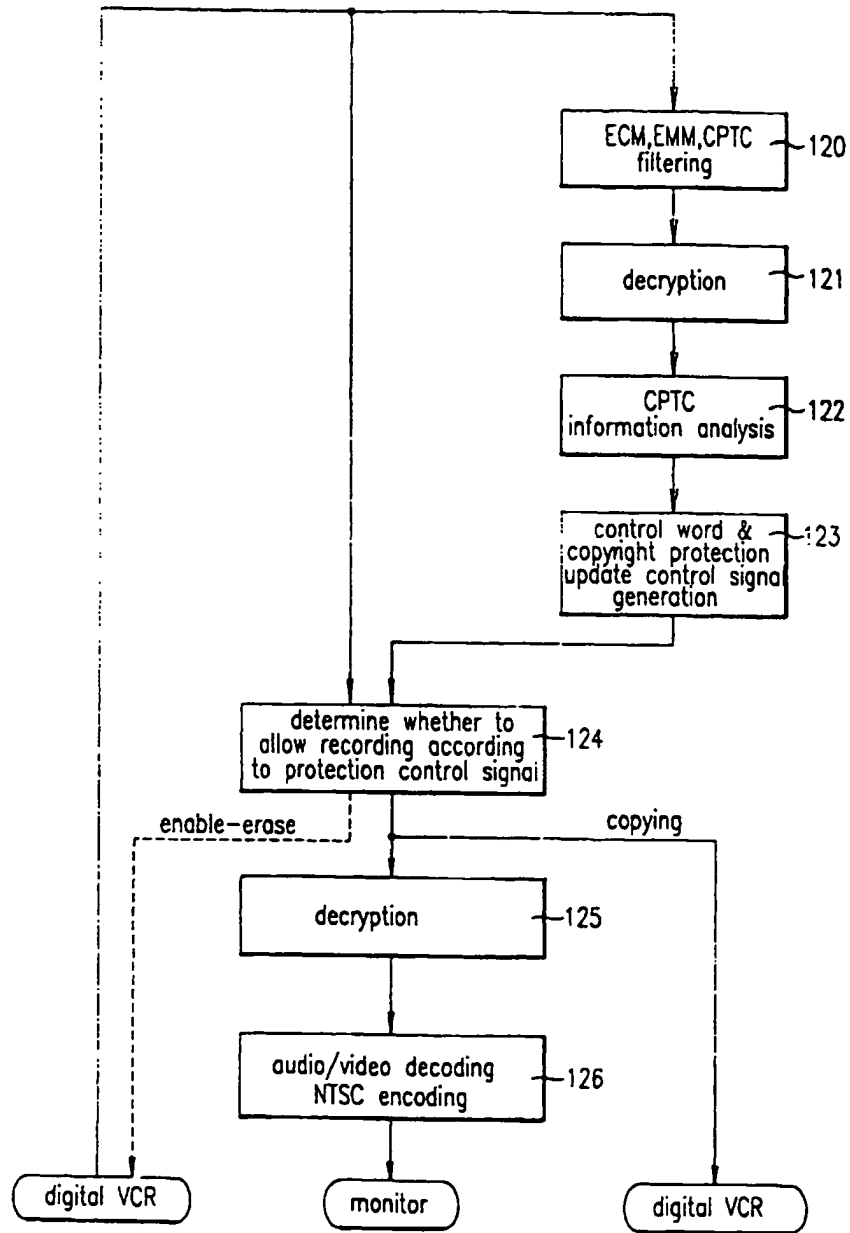 ECM,EMM,CPTC
filtering
120
decryption
121
CPTC
information analysis
122
control word &
copyright protection
update control signal
generation
123
determine whether to
allow recording according
to protection control signal
124
enable-erase
copying
decryption
125
audio/video decoding
NTSC encoding
126
digital VCR
monitor
digital VCR